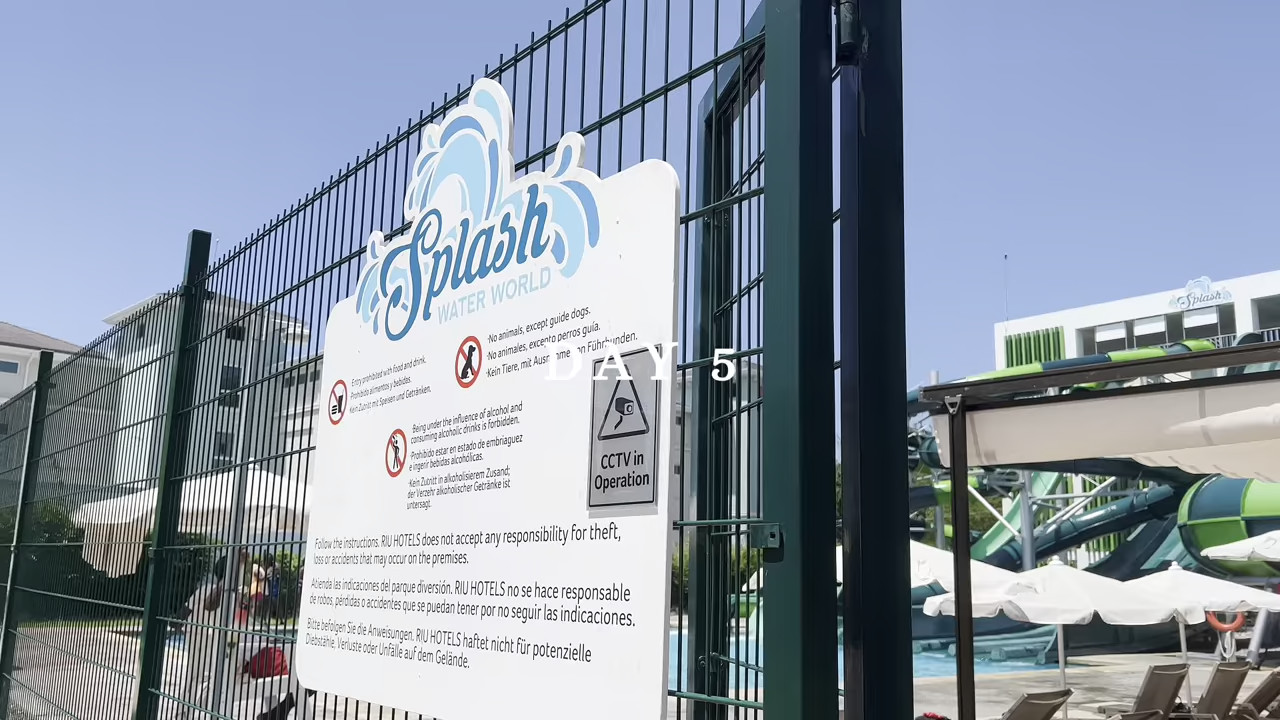 Splash
WATER WORLD
·No animals, except guide dogs.
·No animales, excepto perros guía.
·Kein Tiere, mit Ausnahme von Führhunden.
Entry prohibited with food and drink.
Prohibido alimentos y bebidas.
Kein Zutritt mit Speisen und Getränken.
Being under the influence of alcohol and
consuming alcoholic drinks is forbidden.
·Prohibido estar en estado de embriaguez
e ingerir bebidas alcohólicas.
·Kein Zutritt in alkoholisierem Zusand;
der Verzehr alkoholischer Getränke ist
untersagt.
CCTV in
Operation
DAY 5
Follow the instructions. RIU HOTELS does not accept any responsibility for theft,
loss or accidents that may occur on the premises.
Atienda las indicaciones del parque diversión. RIU HOTELS no se hace responsable
de robos, pérdidas o accidentes que se puedan tener por no seguir las indicaciones.
Bitte befolgen Sie die Anweisungen. RIU HOTELS haftet nicht für potenzielle
Diebstähle, Verluste oder Unfälle auf dem Gelände.
Splash